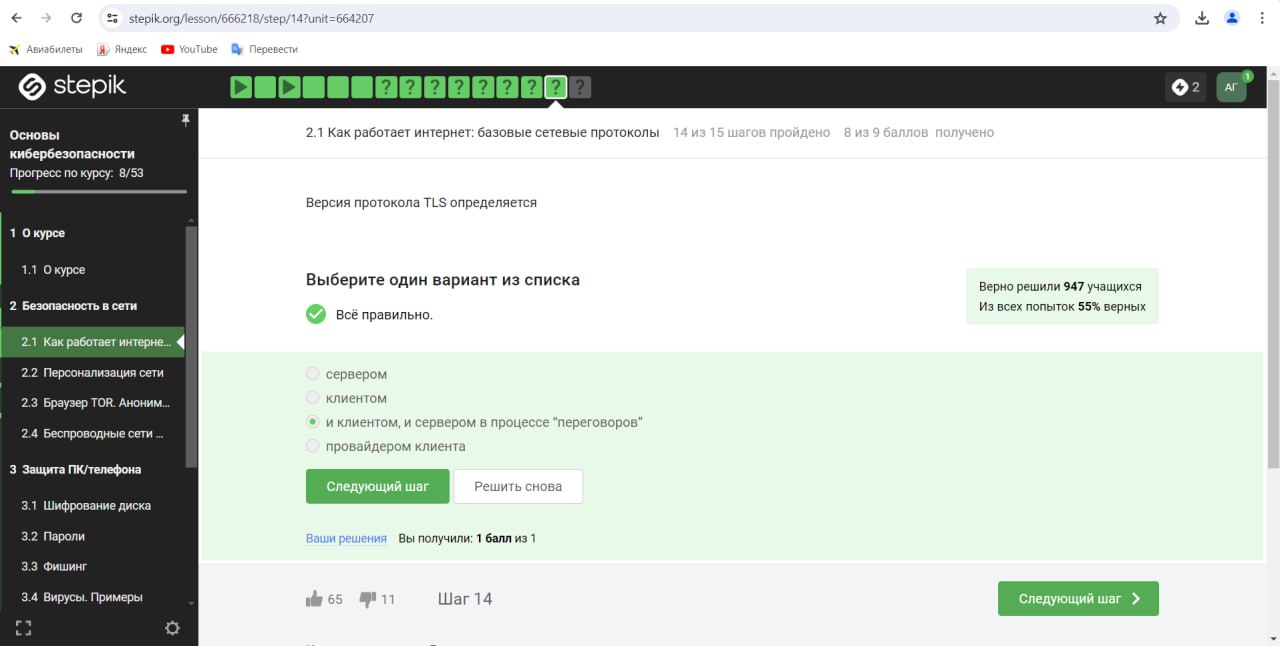 stepik.org/lesson/666218/step/14?unit=664207
Авиабилеты Яндекс YouTube Перевести
stepik
? ? ? ? ? ? ? ? ?
2 АГ 1
Основы
кибербезопасности
Прогресс по курсу: 8/53
1 О курсе
1.1 О курсе
2 Безопасность в сети
2.1 Как работает интерне...
2.2 Персонализация сети
2.3 Браузер TOR. Аноним...
2.4 Беспроводные сети ...
3 Защита ПК/телефона
3.1 Шифрование диска
3.2 Пароли
3.3 Фишинг
3.4 Вирусы. Примеры
2.1 Как работает интернет: базовые сетевые протоколы 14 из 15 шагов пройдено 8 из 9 баллов получено
Версия протокола TLS определяется
Выберите один вариант из списка
Всё правильно.
Верно решили 947 учащихся
Из всех попыток 55% верных
сервером
клиентом
и клиентом, и сервером в процессе “переговоров”
провайдером клиента
Следующий шаг Решить снова
Ваши решения Вы получили: 1 балл из 1
65 11 Шаг 14 Следующий шаг